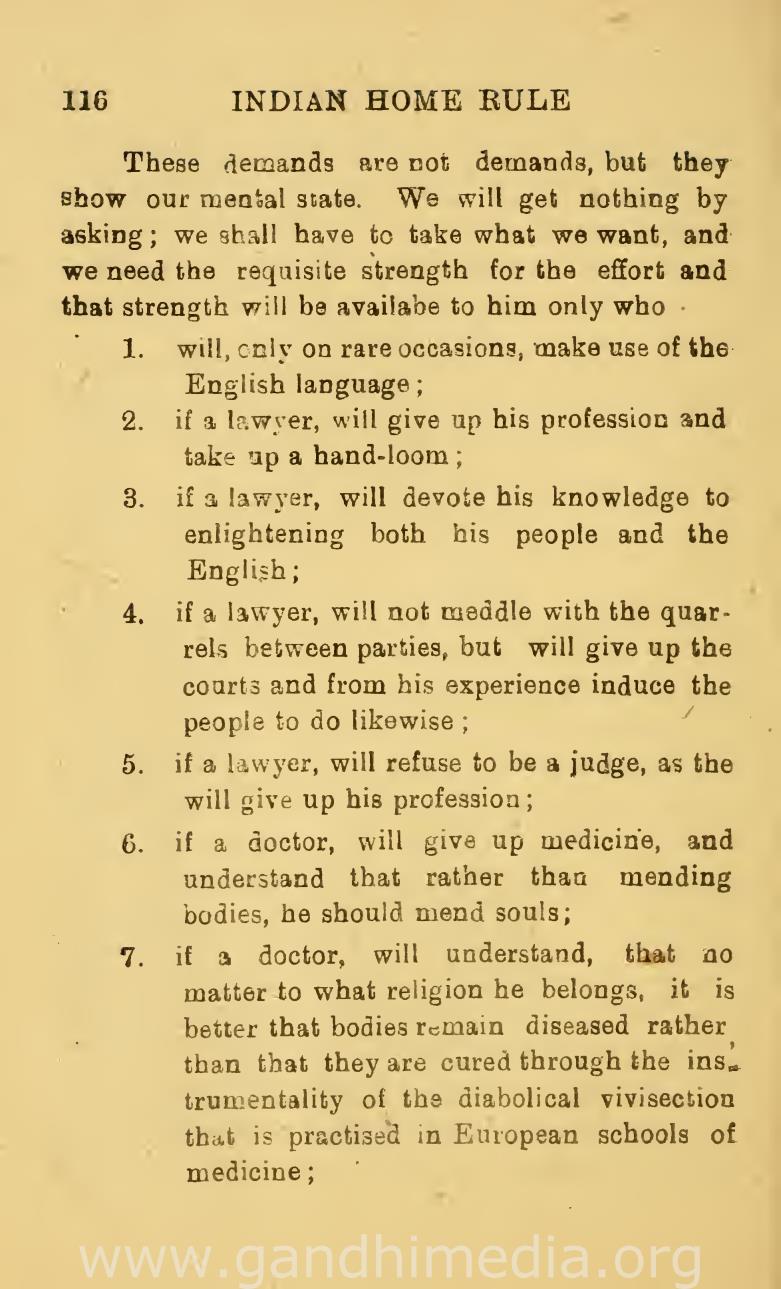 116 INDIAN HOME RULE
These demands are not demands, but they
show our mental state. We will get nothing by
asking; we shall have to take what we want, and
we need the requisite strength for the effort and
that strength will be availabe to him only who
1. will, only on rare occasions, make use of the
English language;
2. if a lawyer, will give up his profession and
take up a hand-loom;
3. if a lawyer, will devote his knowledge to
enlightening both his people and the
English;
4. if a lawyer, will not meddle with the quar-
rels between parties, but will give up the
courts and from his experience induce the
people to do likewise;
5. if a lawyer, will refuse to be a judge, as the
will give up his profession;
6. if a doctor, will give up medicine, and
understand that rather than mending
bodies, he should mend souls;
7. if a doctor, will understand, that no
matter to what religion he belongs, it is
better that bodies remain diseased rather
than that they are cured through the ins-
trumentality of the diabolical vivisection
that is practised in European schools of
medicine;
www.gandhimedia.org